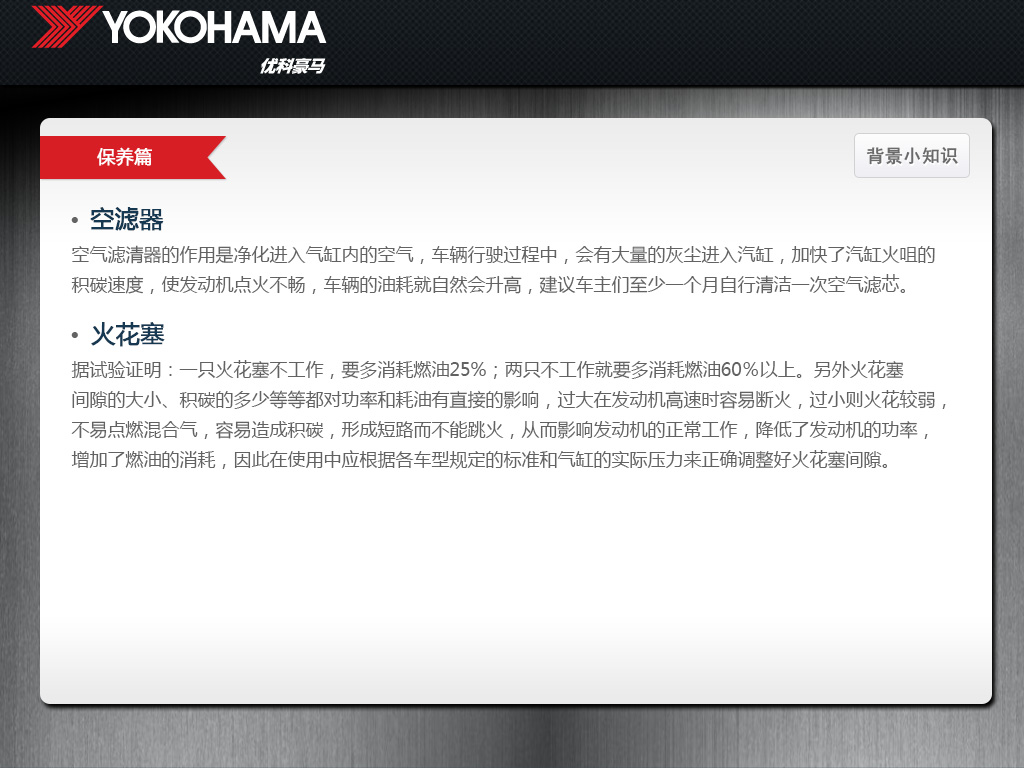 YOKOHAMA
优科豪马
保养篇
背景小知识
• 空滤器
空气滤清器的作用是净化进入气缸内的空气，车辆行驶过程中，会有大量的灰尘进入汽缸，加快了汽缸火咀的
积碳速度，使发动机点火不畅，车辆的油耗就自然会升高，建议车主们至少一个月自行清洁一次空气滤芯。
• 火花塞
据试验证明：一只火花塞不工作，要多消耗燃油25%；两只不工作就要多消耗燃油60%以上。另外火花塞
间隙的大小、积碳的多少等等都对功率和耗油有直接的影响，过大在发动机高速时容易断火，过小则火花较弱，
不易点燃混合气，容易造成积碳，形成短路而不能跳火，从而影响发动机的正常工作，降低了发动机的功率，
增加了燃油的消耗，因此在使用中应根据各车型规定的标准和气缸的实际压力来正确调整好火花塞间隙。